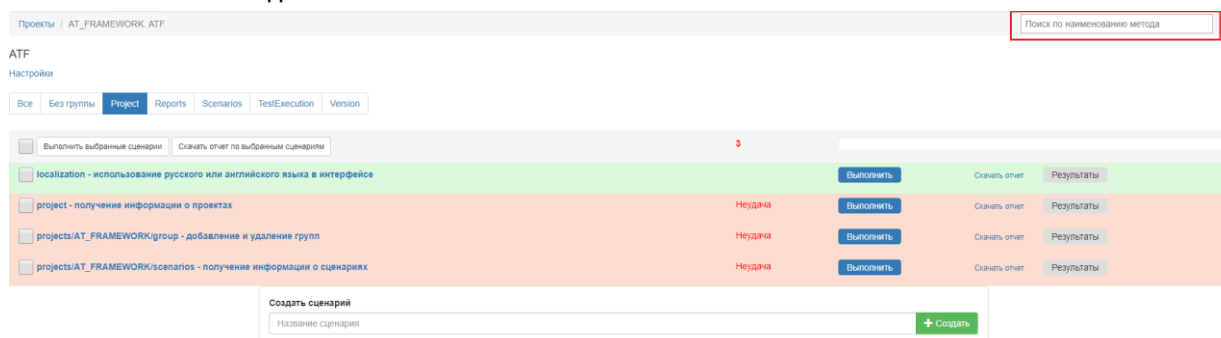 Проекты / AT_FRAMEWORK. ATF
Поиск по наименованию метода
ATF
Настройки
Все Без группы Project Reports Scenarios TestExecution Version
Выполнить выбранные сценарии Скачать отчет по выбранным сценариям 3
localization - использование русского или английского языка в интерфейсе Выполнить Скачать отчет Результаты
project - получение информации о проектах Неудача Выполнить Скачать отчет Результаты
projects/AT_FRAMEWORK/group - добавление и удаление групп Неудача Выполнить Скачать отчет Результаты
projects/AT_FRAMEWORK/scenarios - получение информации о сценариях Неудача Выполнить Скачать отчет Результаты
Создать сценарий
Название сценария + Создать